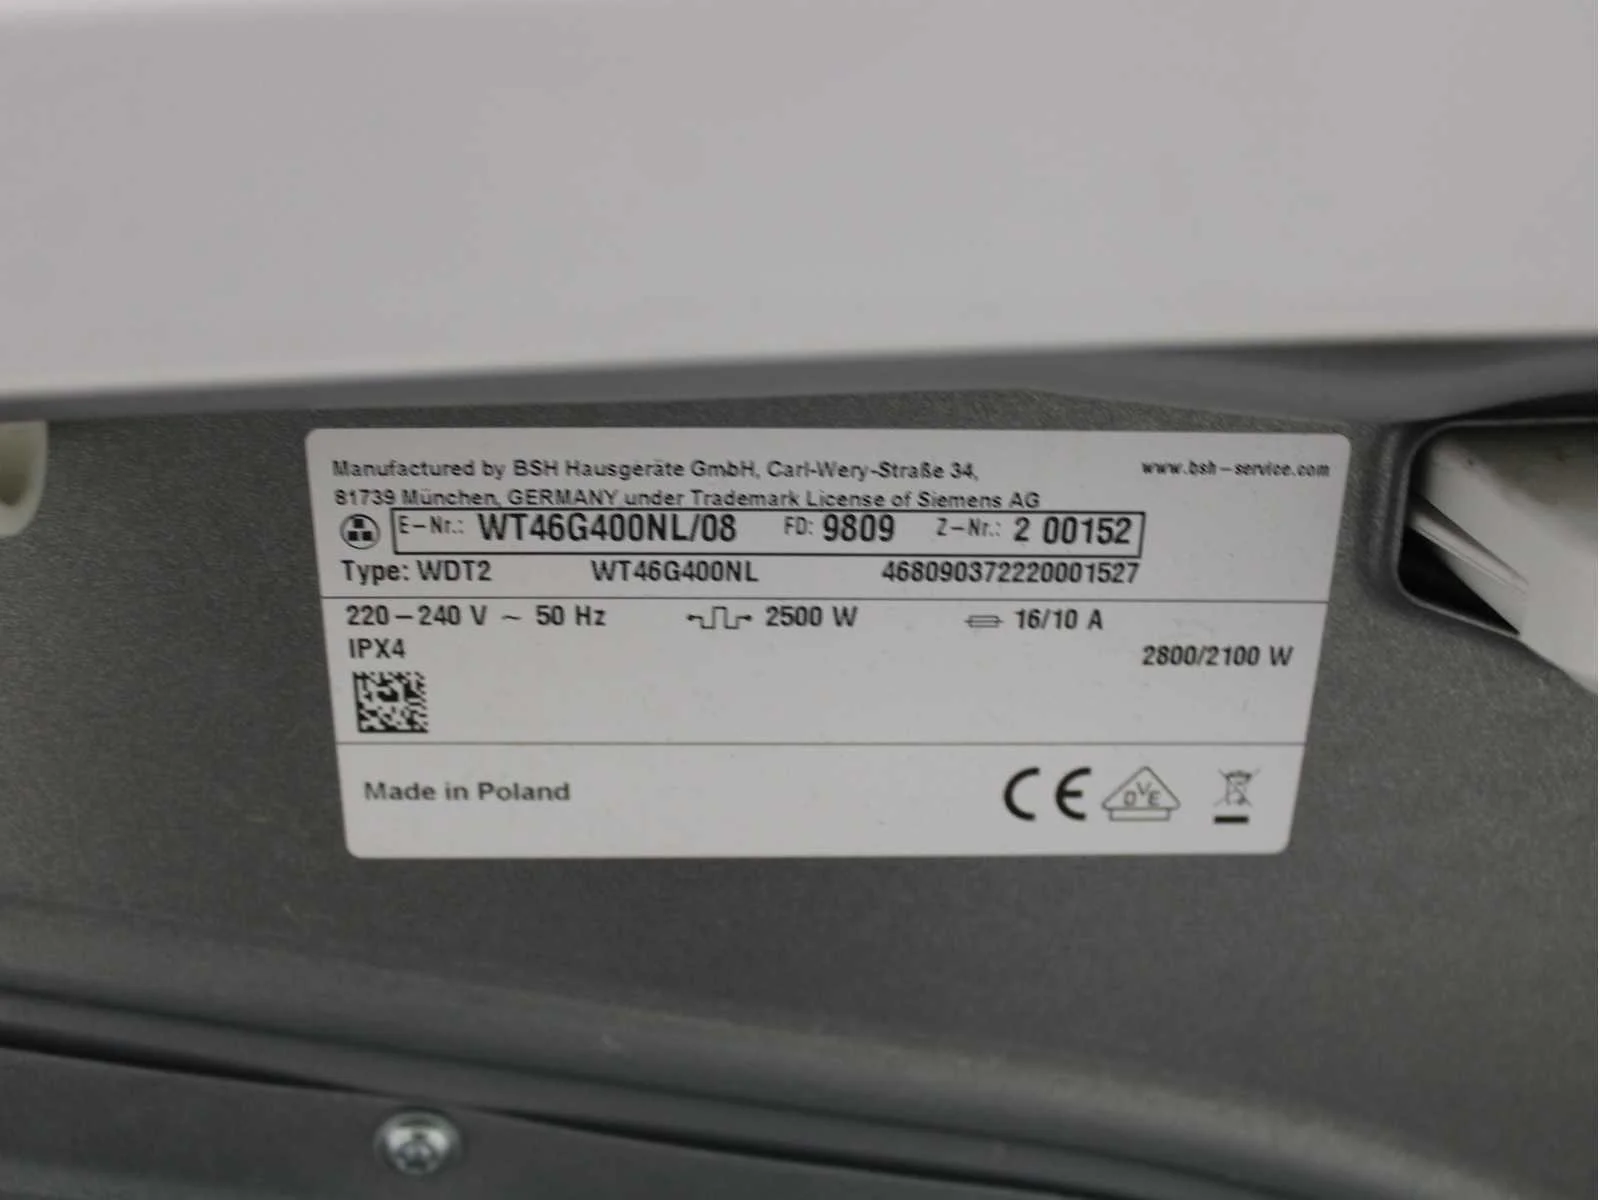 Manufactured by BSH Hausgeräte GmbH, Carl-Wery-Straße 34,
www.bsh-service.com
81739 München, GERMANY under Trademark License of Siemens AG
E-Nr.: WT46G400NL/08 FD: 9809 Z-Nr.: 2 00152
Type: WDT2 WT46G400NL 468090372220001527
220-240 V ~ 50 Hz 2500 W 16/10 A
IPX4 2800/2100 W
Made in Poland CE DVE